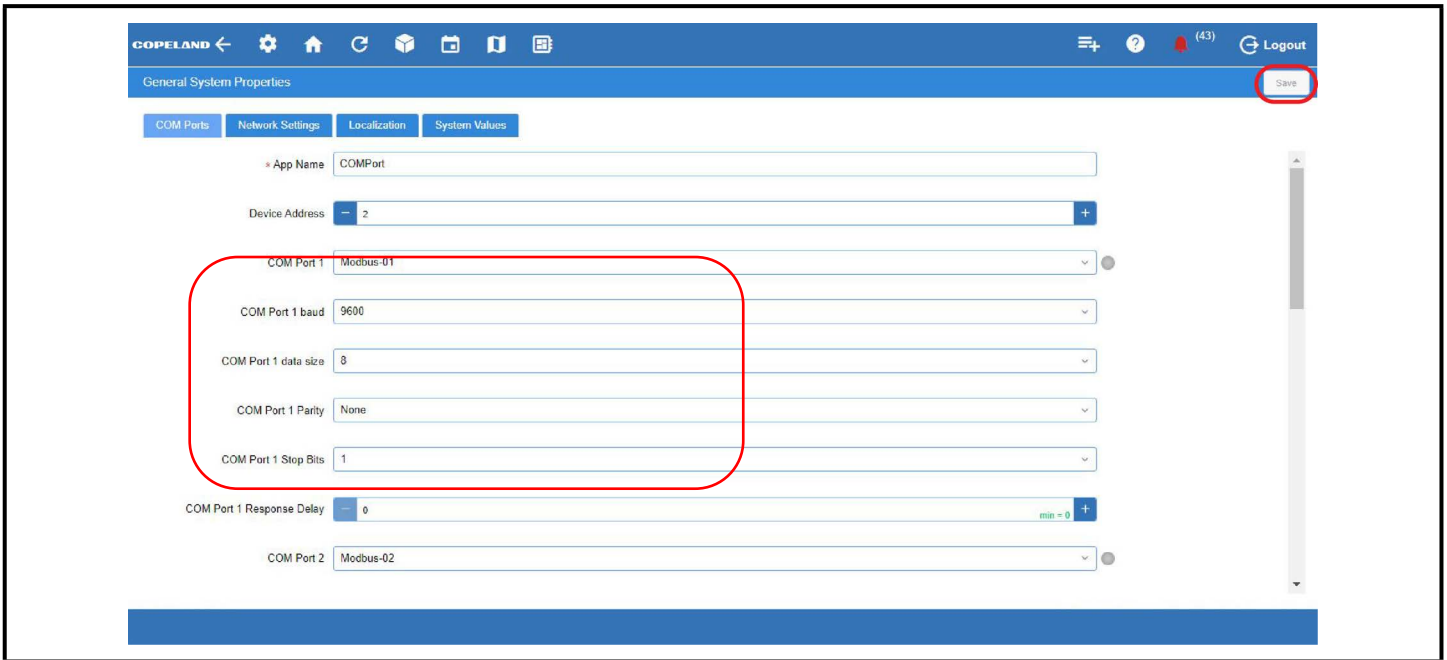 COPELAND (43) Logout
General System Properties Save
COM Ports Network Settings Localization System Values
* App Name COMPort
Device Address − 2 +
COM Port 1 Modbus-01
COM Port 1 baud 9600
COM Port 1 data size 8
COM Port 1 Parity None
COM Port 1 Stop Bits 1
COM Port 1 Response Delay − 0 min = 0 +
COM Port 2 Modbus-02